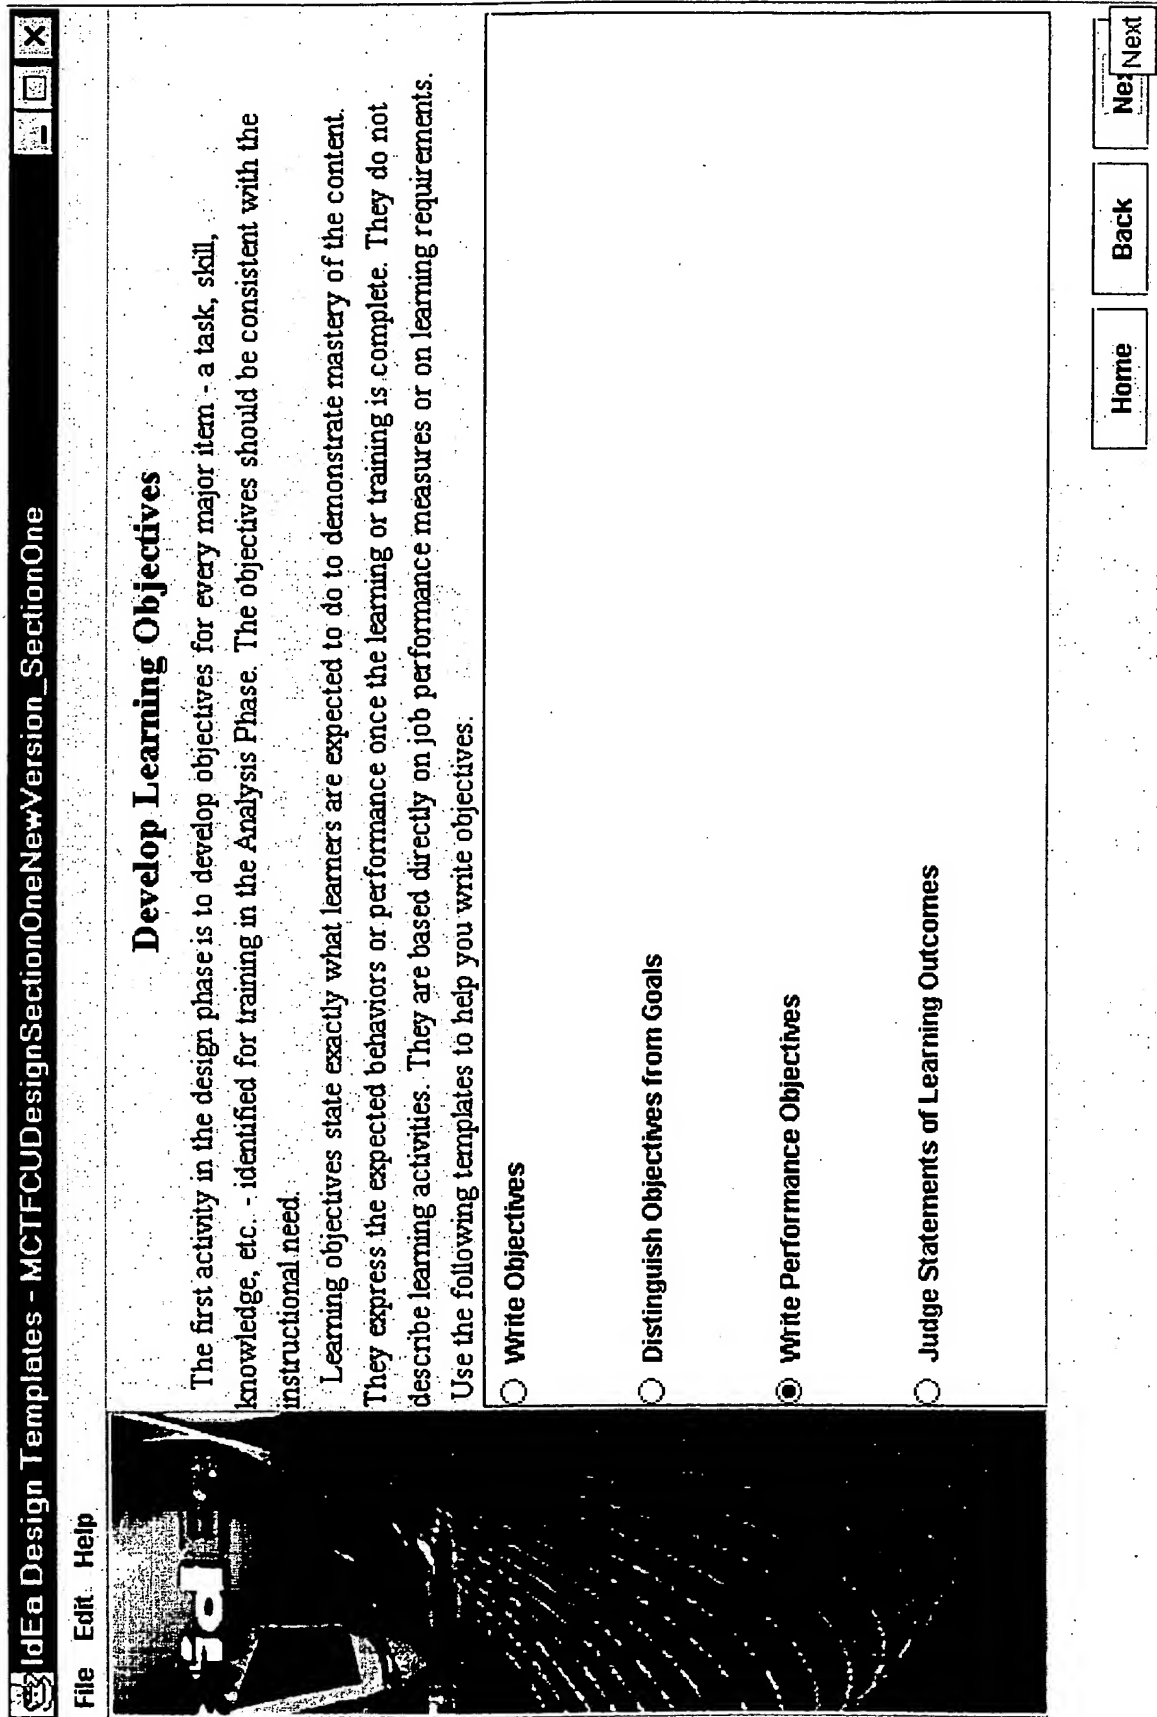 IdEa Design Templates - MCTFCUDesignSectionOneNewVersion_SectionOne
File Edit Help
Develop Learning Objectives
The first activity in the design phase is to develop objectives for every major item - a task, skill,
knowledge, etc. - identified for training in the Analysis Phase. The objectives should be consistent with the
instructional need.
Learning objectives state exactly what learners are expected to do to demonstrate mastery of the content.
They express the expected behaviors or performance once the learning or training is complete. They do not
describe learning activities. They are based directly on job performance measures or on learning requirements.
Use the following templates to help you write objectives:
Write Objectives
Distinguish Objectives from Goals
Write Performance Objectives
Judge Statements of Learning Outcomes
Home Back Next